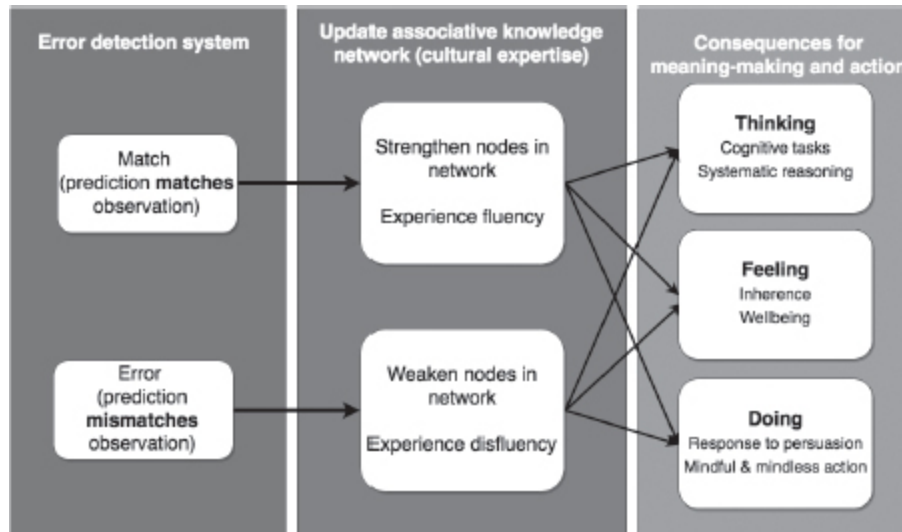 Error detection system
Match
(prediction matches
observation)
Error
(prediction
mismatches
observation)
Update associative knowledge
network (cultural expertise)
Strengthen nodes in
network
Experience fluency
Weaken nodes in
network
Experience disfluency
Consequences for
meaning-making and action
Thinking
Cognitive tasks
Systematic reasoning
Feeling
Inherence
Wellbeing
Doing
Response to persuasion
Mindful & mindless action